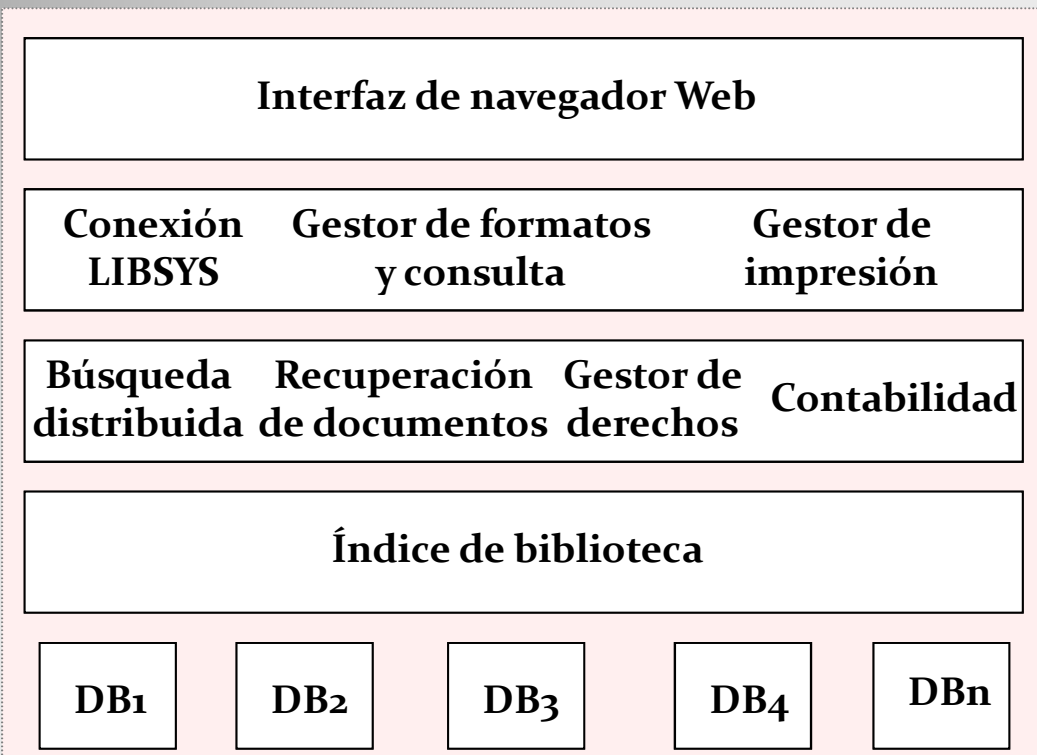 Interfaz de navegador Web
Conexión Gestor de formatos Gestor de
LIBSYS y consulta impresión
Búsqueda Recuperación Gestor de Contabilidad
distribuida de documentos derechos
Índice de biblioteca
DB1 DB2 DB3 DB4 DBn